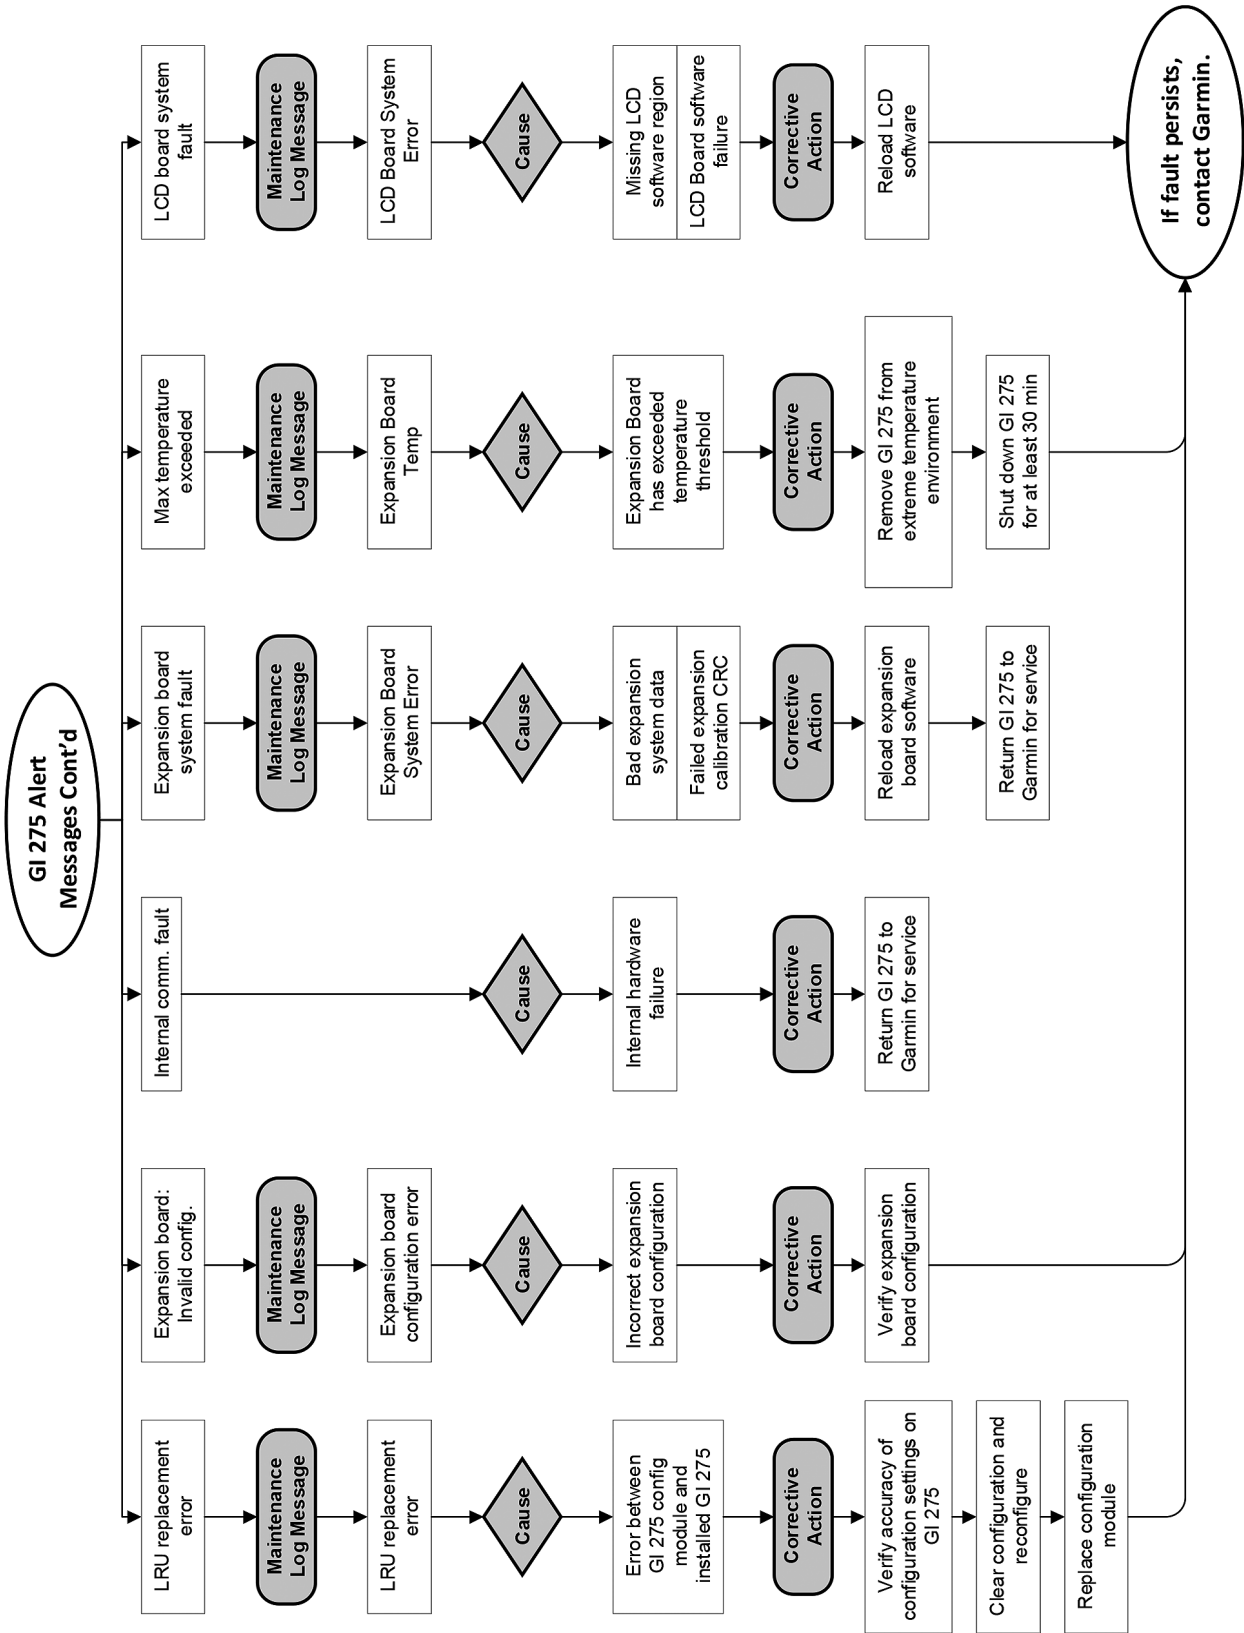 GI 275 Alert
Messages Cont’d
LRU replacement
error
Maintenance
Log Message
LRU replacement
error
Cause
Error between
GI 275 config
module and
installed GI 275
Corrective
Action
Verify accuracy of
configuration settings on
GI 275
Clear configuration and
reconfigure
Replace configuration
module
Expansion board:
Invalid config.
Maintenance
Log Message
Expansion board
configuration error
Cause
Incorrect expansion
board configuration
Corrective
Action
Verify expansion
board configuration
Internal comm. fault
Cause
Internal hardware
failure
Corrective
Action
Return GI 275 to
Garmin for service
Expansion board
system fault
Maintenance
Log Message
Expansion Board
System Error
Cause
Bad expansion
system data
Failed expansion
calibration CRC
Corrective
Action
Reload expansion
board software
Return GI 275 to
Garmin for service
Max temperature
exceeded
Maintenance
Log Message
Expansion Board
Temp
Cause
Expansion Board
has exceeded
temperature
threshold
Corrective
Action
Remove GI 275 from
extreme temperature
environment
Shut down GI 275
for at least 30 min
LCD board system
fault
Maintenance
Log Message
LCD Board System
Error
Cause
Missing LCD
software region
LCD Board software
failure
Corrective
Action
Reload LCD
software
If fault persists,
contact Garmin.